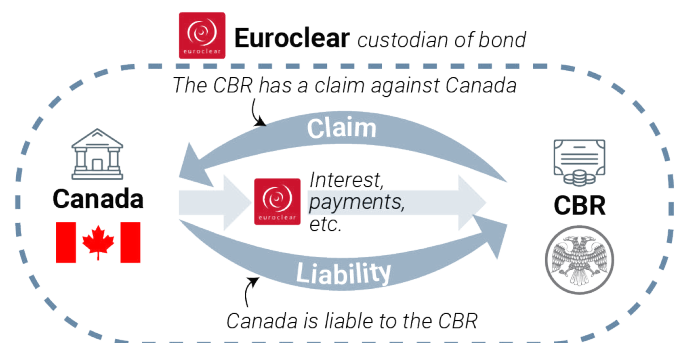 Euroclear custodian of bond
euroclear
The CBR has a claim against Canada
Claim
Canada
euroclear
Interest,
payments,
etc.
CBR
Liability
Canada is liable to the CBR